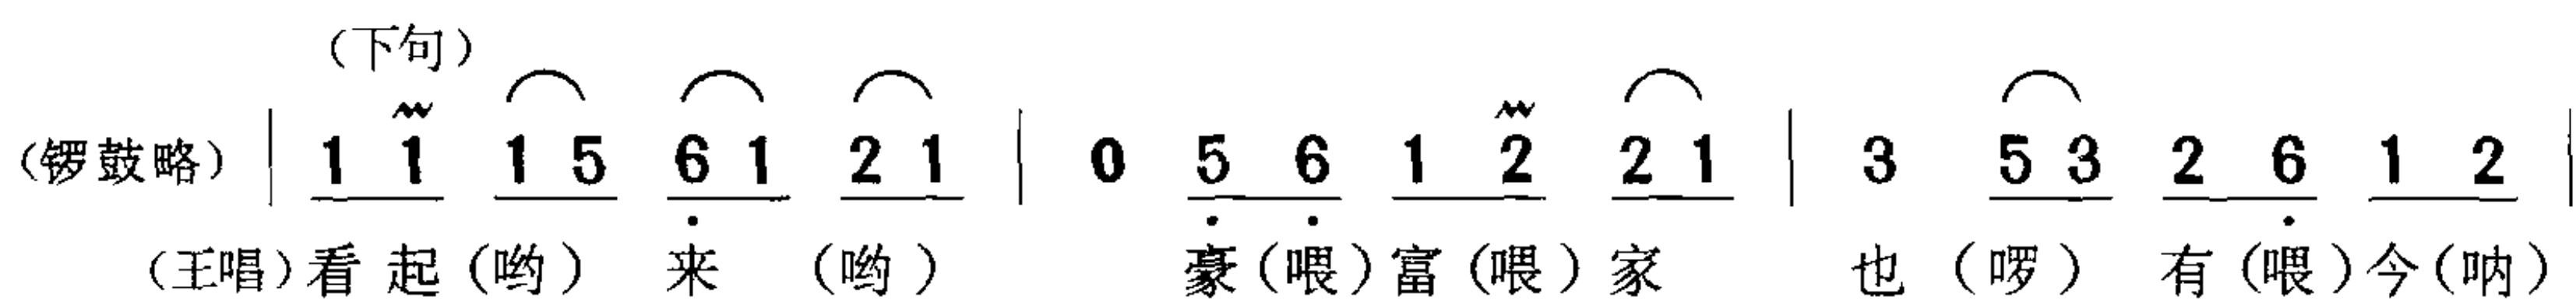 （下句）
（锣鼓略） | 1 1 1 5 6̣ 1 2 1 | 0 5̣ 6̣ 1 2 2 1 | 3 5 3 2 6̣ 1 2 |
（王唱）看起（哟） 来 （哟） 豪（喂）富（喂）家 也（啰） 有（喂）今（呐）